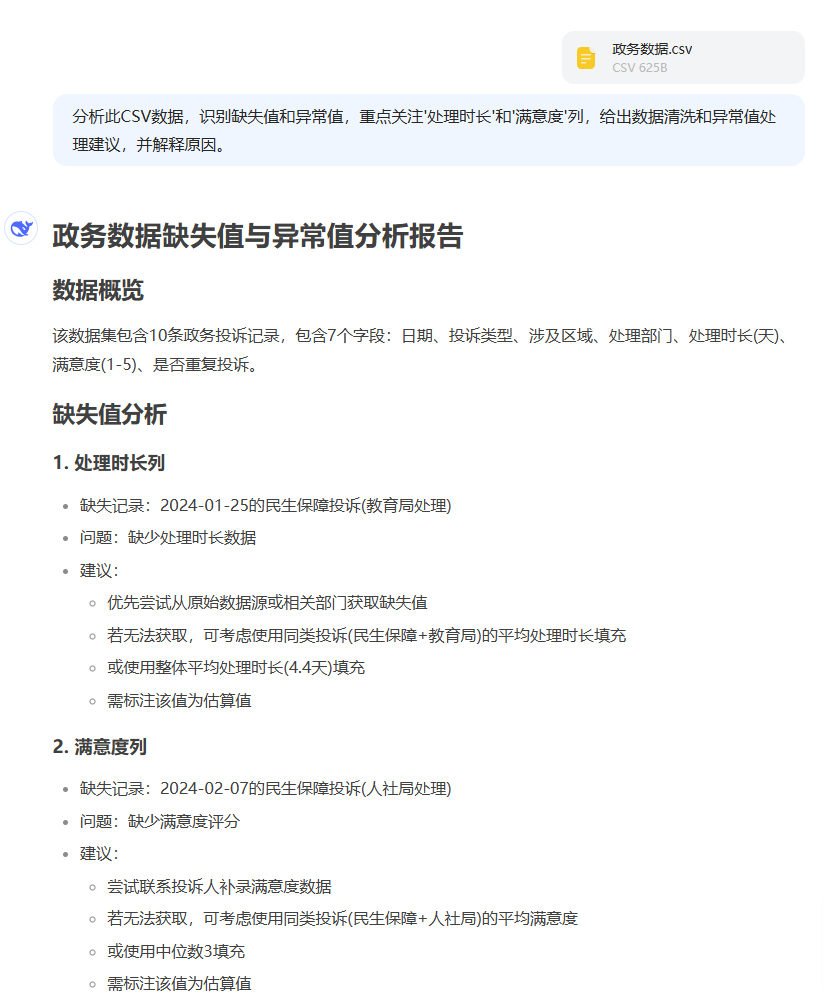 政务数据.csv
CSV 625B
分析此CSV数据，识别缺失值和异常值，重点关注'处理时长'和'满意度'列，给出数据清洗和异常值处
理建议，并解释原因。
政务数据缺失值与异常值分析报告
数据概览
该数据集包含10条政务投诉记录，包含7个字段：日期、投诉类型、涉及区域、处理部门、处理时长(天)、
满意度(1-5)、是否重复投诉。
缺失值分析
1. 处理时长列
• 缺失记录：2024-01-25的民生保障投诉(教育局处理)
• 问题：缺少处理时长数据
• 建议：
○ 优先尝试从原始数据源或相关部门获取缺失值
○ 若无法获取，可考虑使用同类投诉(民生保障+教育局)的平均处理时长填充
○ 或使用整体平均处理时长(4.4天)填充
○ 需标注该值为估算值
2. 满意度列
• 缺失记录：2024-02-07的民生保障投诉(人社局处理)
• 问题：缺少满意度评分
• 建议：
○ 尝试联系投诉人补录满意度数据
○ 若无法获取，可考虑使用同类投诉(民生保障+人社局)的平均满意度
○ 或使用中位数3填充
○ 需标注该值为估算值